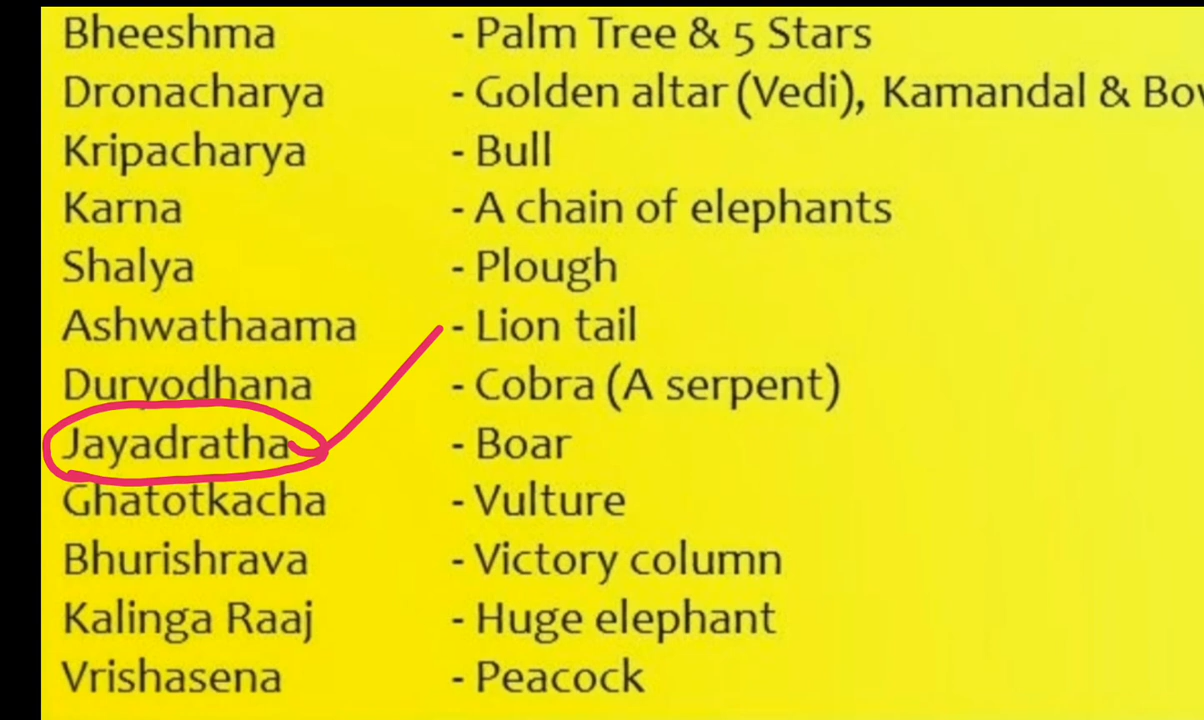 Bheeshma - Palm Tree & 5 Stars
Dronacharya - Golden altar (Vedi), Kamandal &
Kripacharya - Bull
Karna - A chain of elephants
Shalya - Plough
Ashwathaama - Lion tail
Duryodhana - Cobra (A serpent)
Jayadratha - Boar
Ghatotkacha - Vulture
Bhurishrava - Victory column
Kalinga Raaj - Huge elephant
Vrishasena - Peacock